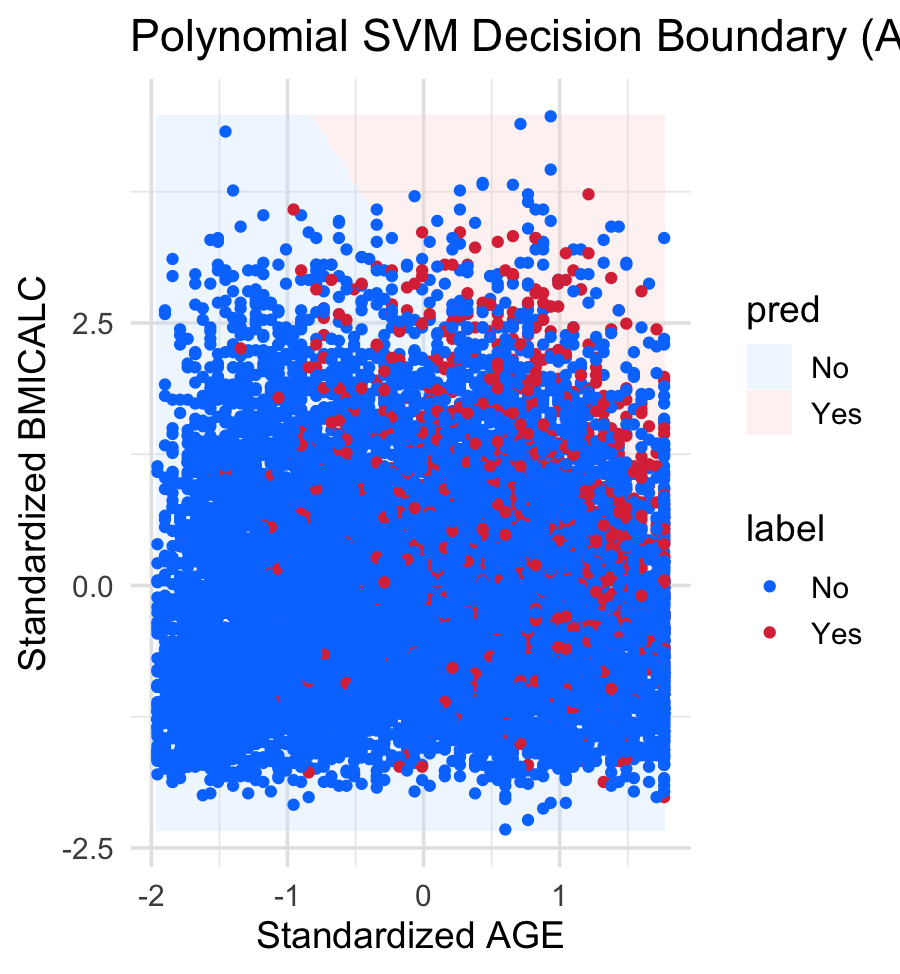 Polynomial SVM Decision Boundary (A
Standardized BMICALC
2.5
0.0
-2.5
-2 -1 0 1
Standardized AGE
pred
No
Yes
label
No
Yes